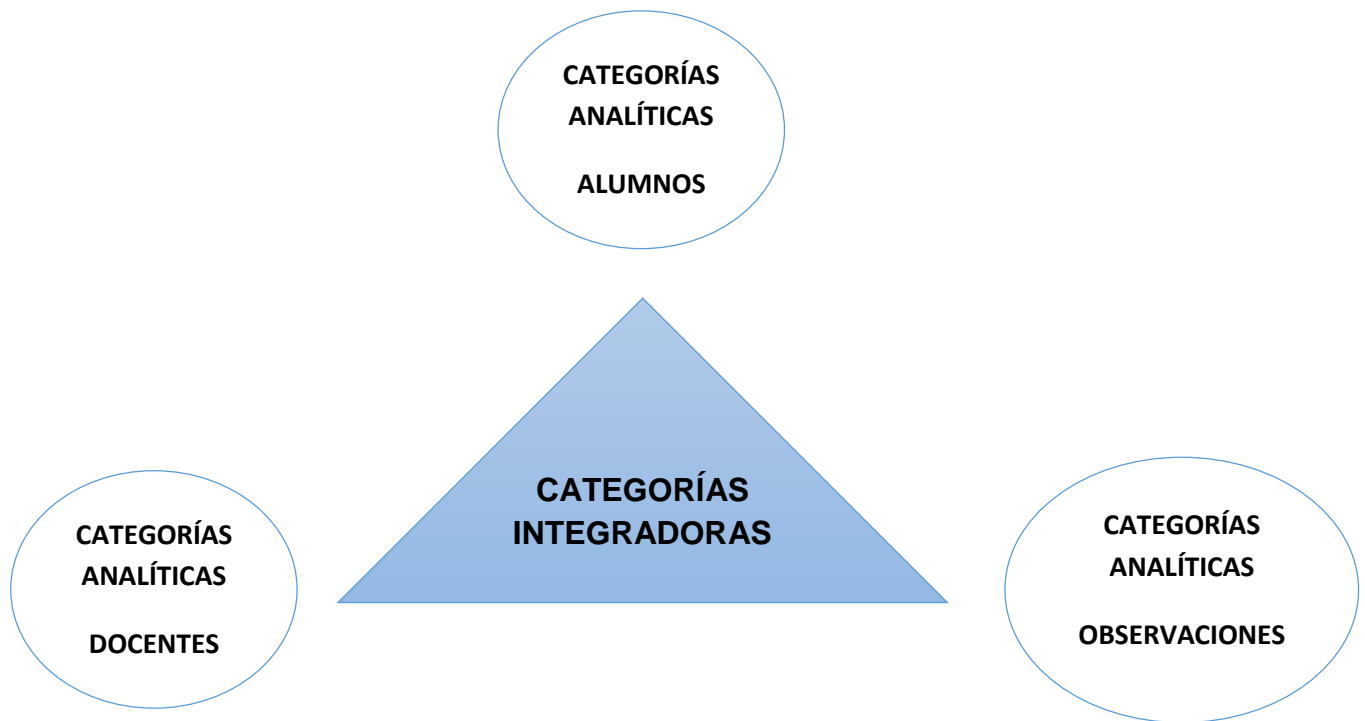 CATEGORÍAS
ANALÍTICAS
ALUMNOS
CATEGORÍAS
INTEGRADORAS
CATEGORÍAS
ANALÍTICAS
DOCENTES
CATEGORÍAS
ANALÍTICAS
OBSERVACIONES